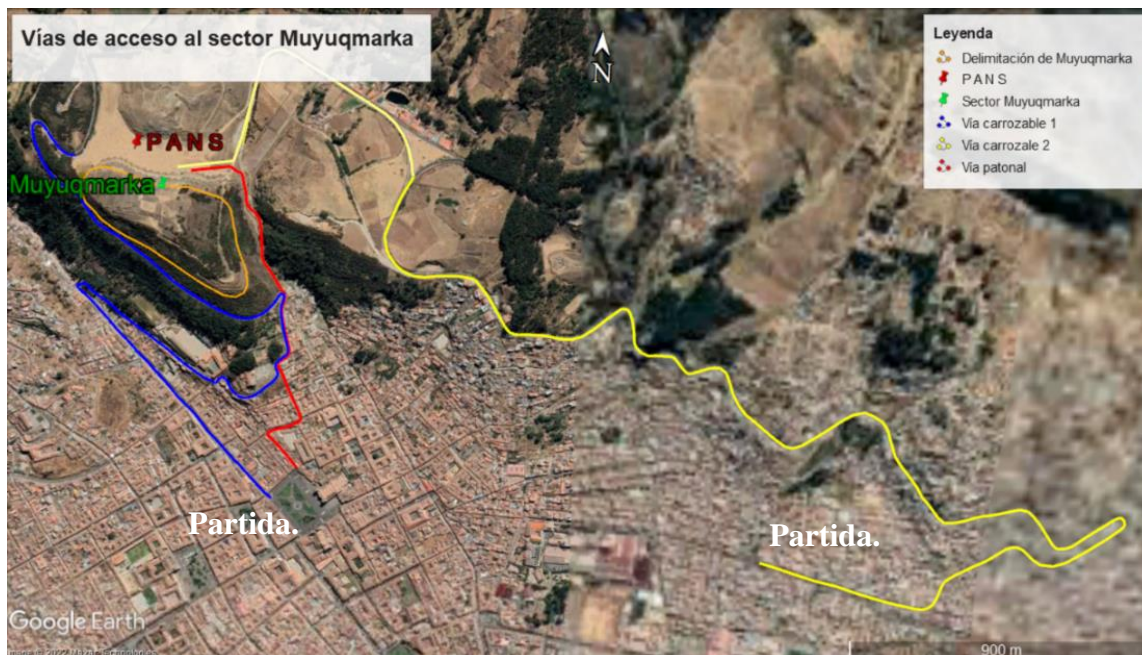 Vías de acceso al sector Muyuqmarka
N
Leyenda
Delimitación de Muyuqmarka
P A N S
Sector Muyuqmarka
Vía carrozable 1
Vía carrozale 2
Vía patonal
P A N S
Muyuqmarka
Partida.
Partida.
Google Earth
900 m